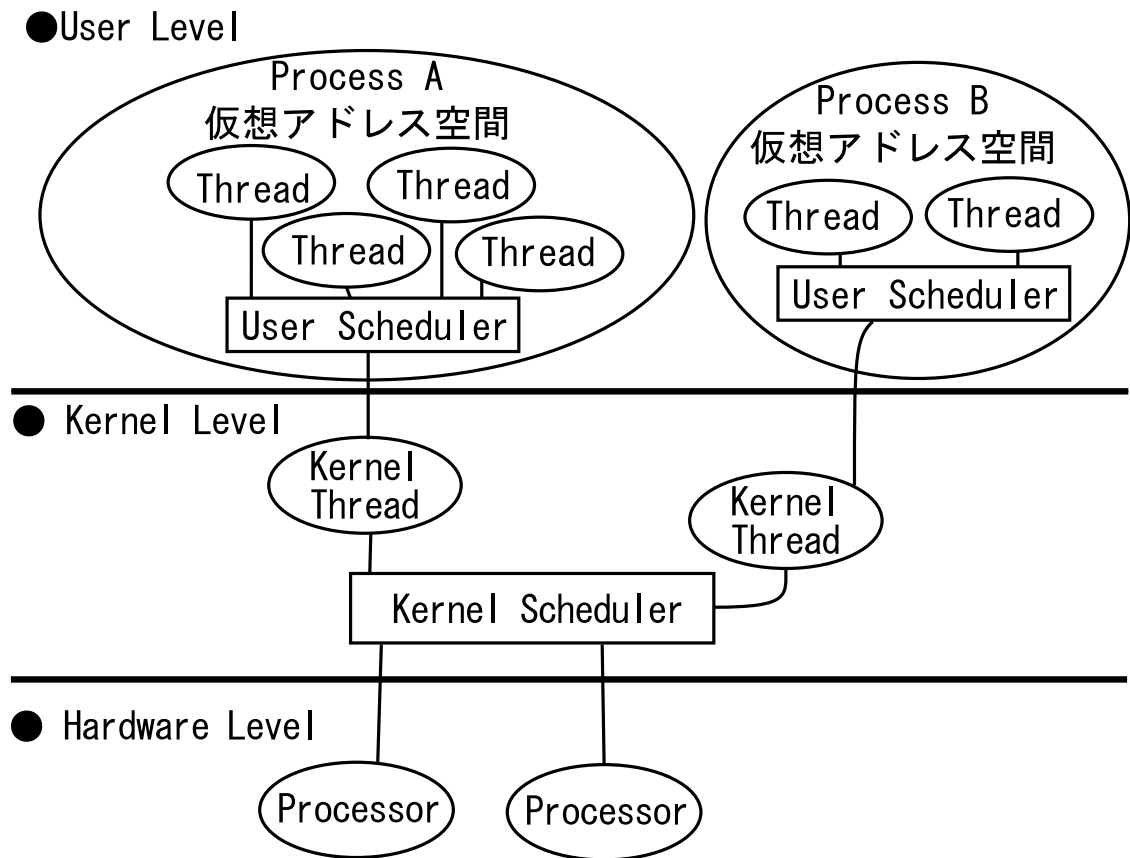 ●User Level
Process A
仮想アドレス空間
Thread
Thread
Thread
Thread
User Scheduler
Process B
仮想アドレス空間
Thread
Thread
User Scheduler
● Kernel Level
Kernel
Thread
Kernel
Thread
Kernel Scheduler
● Hardware Level
Processor
Processor